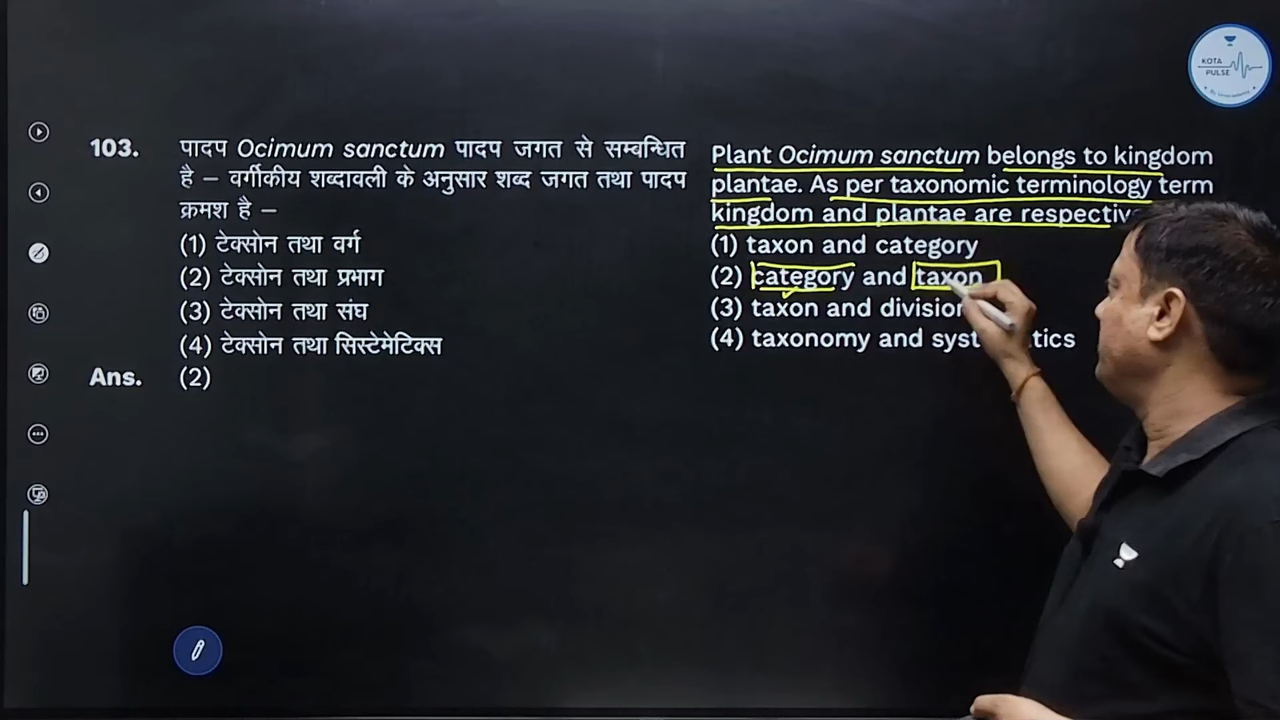 KOTA
PULSE
103.
पादप Ocimum sanctum पादप जगत से सम्बन्धित
है – वर्गीकीय शब्दावली के अनुसार शब्द जगत तथा पादप
क्रमश है –
(1) टेक्सोन तथा वर्ग
(2) टेक्सोन तथा प्रभाग
(3) टेक्सोन तथा संघ
(4) टेक्सोन तथा सिस्टेमेटिक्स
Ans. (2)
Plant Ocimum sanctum belongs to kingdom
plantae. As per taxonomic terminology term
kingdom and plantae are respectiv
(1) taxon and category
(2) category and taxon
(3) taxon and division
(4) taxonomy and syst tics